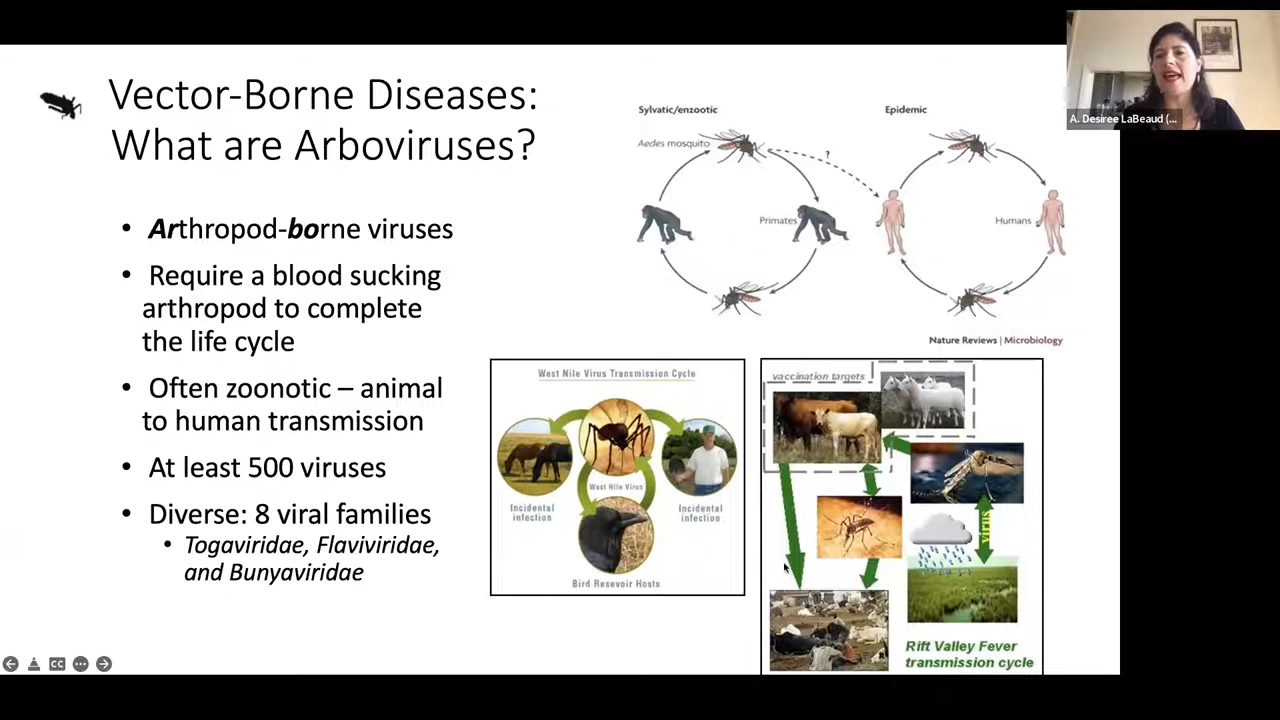 Vector-Borne Diseases:
What are Arboviruses?
• Arthropod-borne viruses
• Require a blood sucking
arthropod to complete
the life cycle
• Often zoonotic – animal
to human transmission
• At least 500 viruses
• Diverse: 8 viral families
• Togaviridae, Flaviviridae,
and Bunyaviridae
Sylvatic/enzootic
Epidemic
Aedes mosquito
?
Primates
Humans
Nature Reviews | Microbiology
West Nile Virus Transmission Cycle
West Nile Virus
Incidental
infection
Incidental
infection
Bird Resevoir Hosts
vaccination targets
virus
Rift Valley Fever
transmission cycle
A. Desiree LaBeaud (...
CC